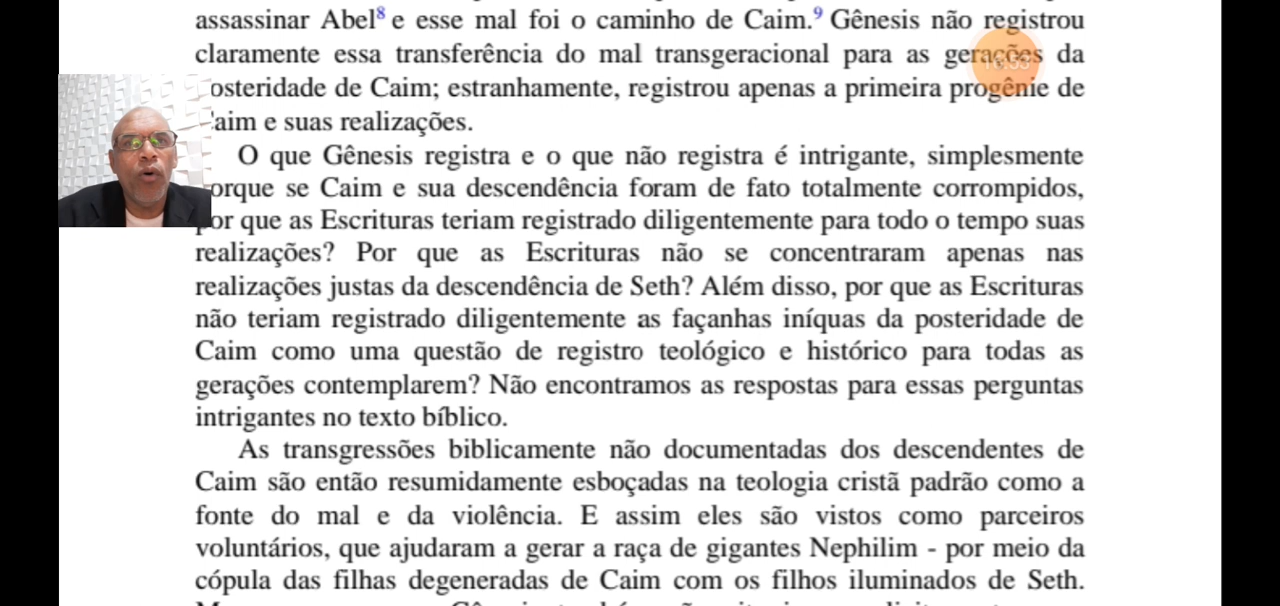 assassinar Abel⁸ e esse mal foi o caminho de Caim.⁹ Gênesis não registrou
claramente essa transferência do mal transgeracional para as gerações da
osteridade de Caim; estranhamente, registrou apenas a primeira progênie de
aim e suas realizações.
O que Gênesis registra e o que não registra é intrigante, simplesmente
orque se Caim e sua descendência foram de fato totalmente corrompidos,
por que as Escrituras teriam registrado diligentemente para todo o tempo suas
realizações? Por que as Escrituras não se concentraram apenas nas
realizações justas da descendência de Seth? Além disso, por que as Escrituras
não teriam registrado diligentemente as façanhas iníquas da posteridade de
Caim como uma questão de registro teológico e histórico para todas as
gerações contemplarem? Não encontramos as respostas para essas perguntas
intrigantes no texto bíblico.
As transgressões biblicamente não documentadas dos descendentes de
Caim são então resumidamente esboçadas na teologia cristã padrão como a
fonte do mal e da violência. E assim eles são vistos como parceiros
voluntários, que ajudaram a gerar a raça de gigantes Nephilim - por meio da
cópula das filhas degeneradas de Caim com os filhos iluminados de Seth.